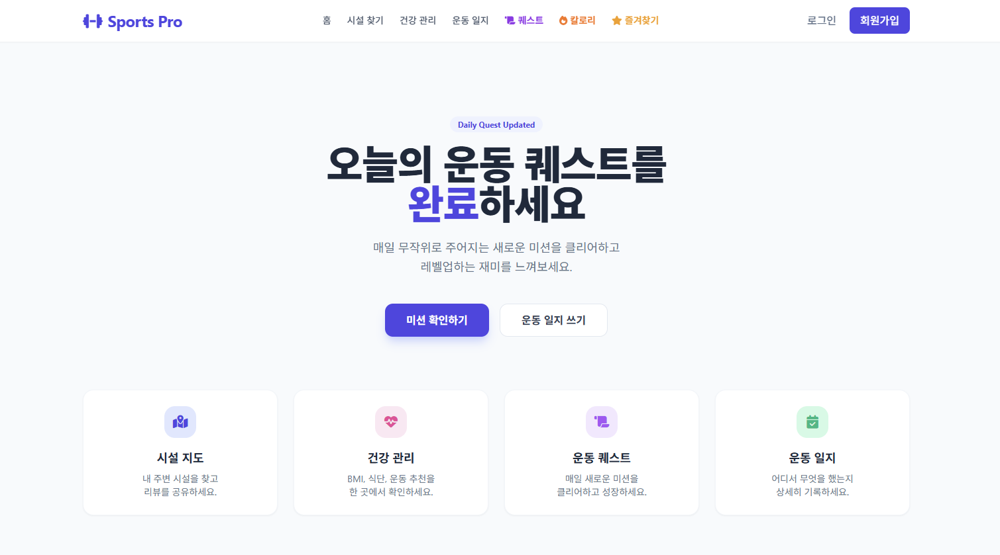 Sports Pro
홈
시설 찾기
건강 관리
운동 일지
퀘스트
칼로리
즐겨찾기
로그인
회원가입
Daily Quest Updated
오늘의 운동 퀘스트를
완료하세요
매일 무작위로 주어지는 새로운 미션을 클리어하고
레벨업하는 재미를 느껴보세요.
미션 확인하기
운동 일지 쓰기
시설 지도
내 주변 시설을 찾고
리뷰를 공유하세요.
건강 관리
BMI, 식단, 운동 추천을
한 곳에서 확인하세요.
운동 퀘스트
매일 새로운 미션을
클리어하고 성장하세요.
운동 일지
어디서 무엇을 했는지
상세히 기록하세요.